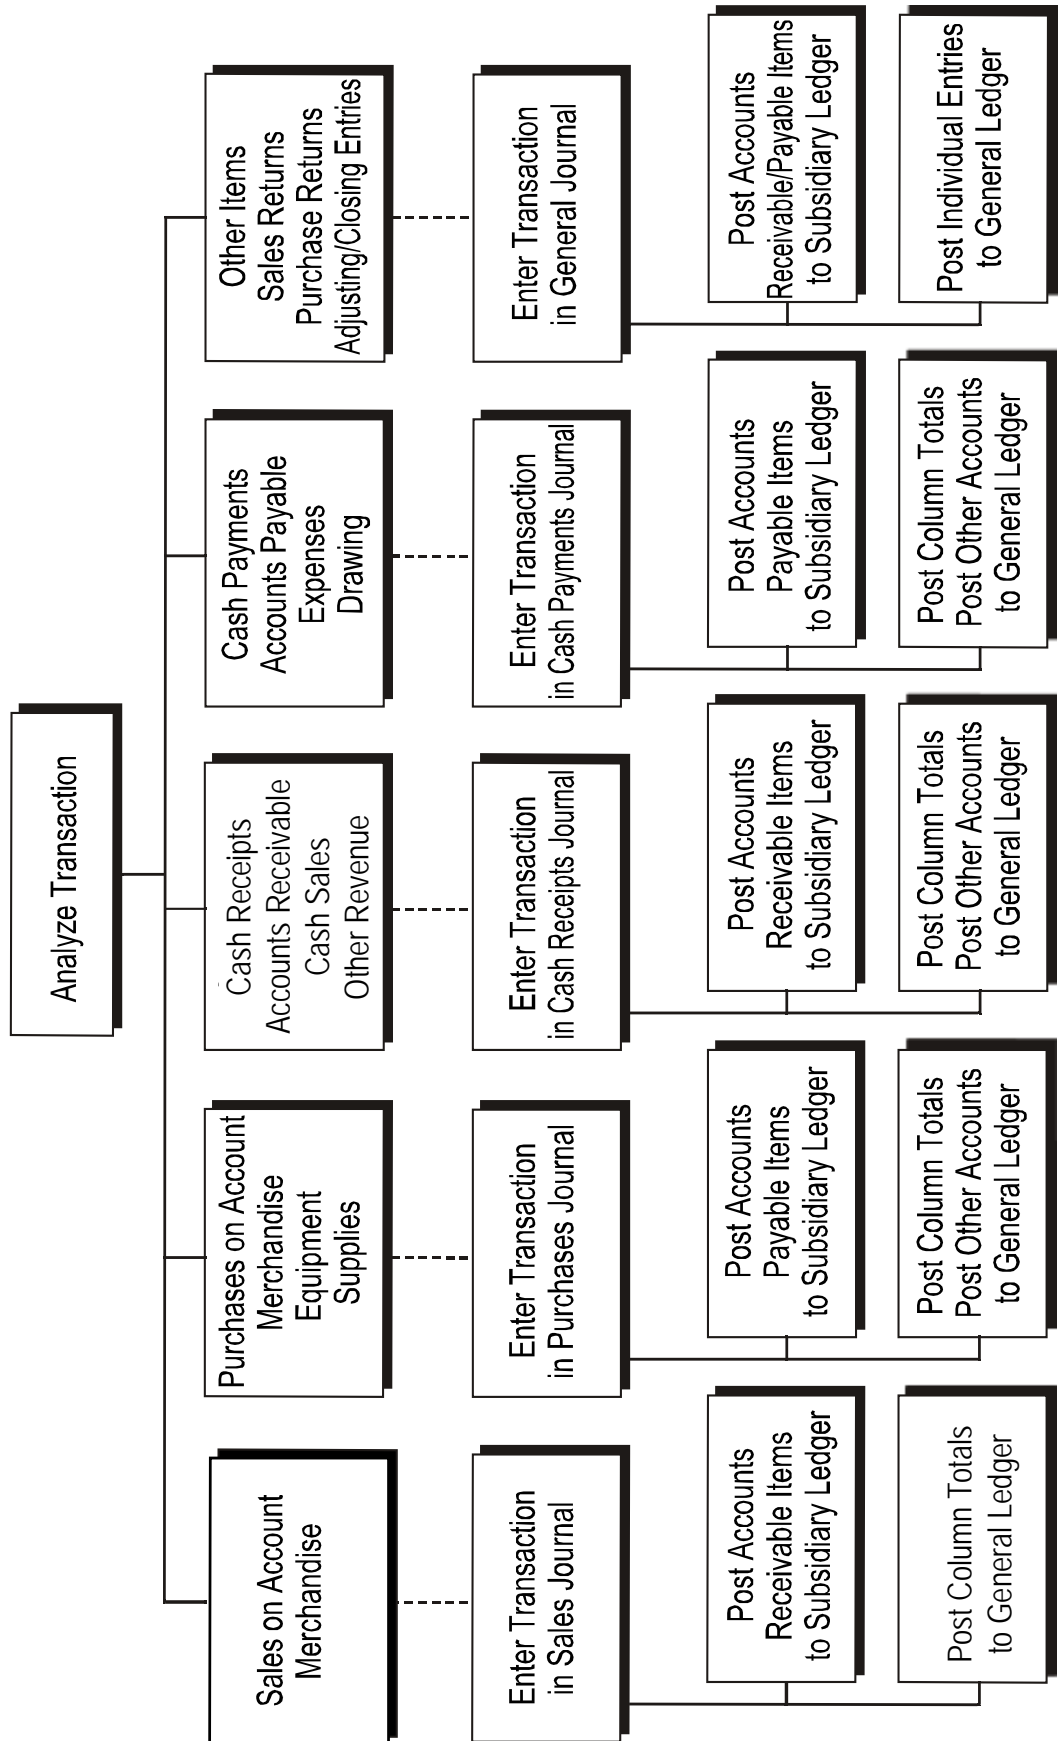 Analyze Transaction
Sales on Account
Merchandise
Purchases on Account
Merchandise
Equipment
Supplies
Cash Receipts
Accounts Receivable
Cash Sales
Other Revenue
Cash Payments
Accounts Payable
Expenses
Drawing
Other Items
Sales Returns
Purchase Returns
Adjusting/Closing Entries
Enter Transaction
in Sales Journal
Enter Transaction
in Purchases Journal
Enter Transaction
in Cash Receipts Journal
Enter Transaction
in Cash Payments Journal
Enter Transaction
in General Journal
Post Accounts
Receivable Items
to Subsidiary Ledger
Post Accounts
Payable Items
to Subsidiary Ledger
Post Accounts
Receivable Items
to Subsidiary Ledger
Post Accounts
Payable Items
to Subsidiary Ledger
Post Accounts
Receivable/Payable Items
to Subsidiary Ledger
Post Column Totals
to General Ledger
Post Column Totals
Post Other Accounts
to General Ledger
Post Column Totals
Post Other Accounts
to General Ledger
Post Column Totals
Post Other Accounts
to General Ledger
Post Individual Entries
to General Ledger